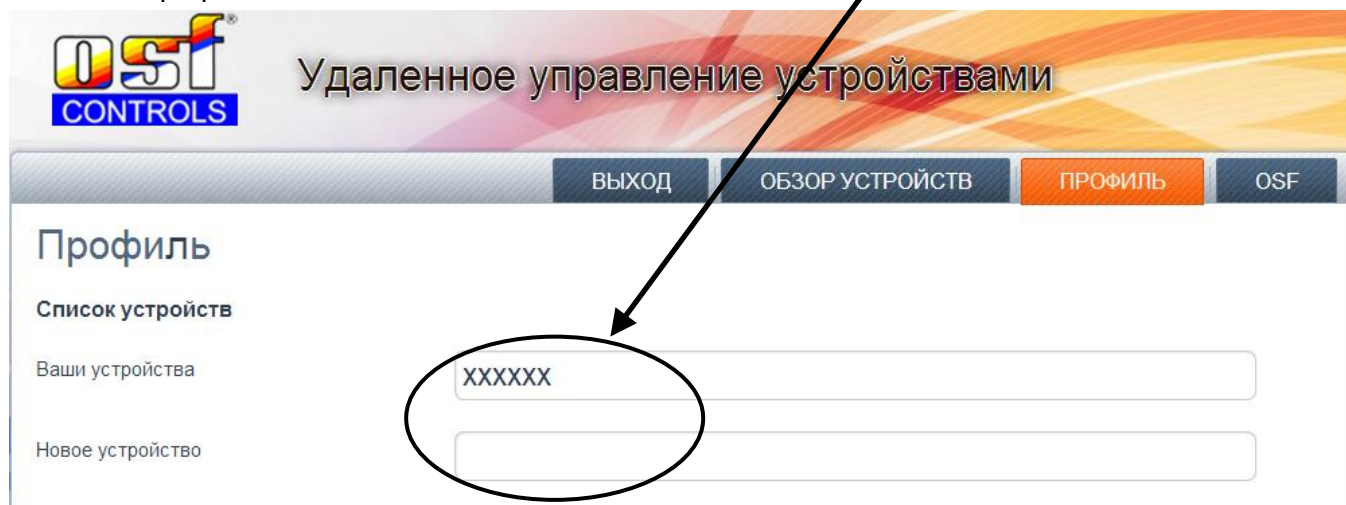 osf®
CONTROLS
Удаленное управление устройствами
ВЫХОД ОБЗОР УСТРОЙСТВ ПРОФИЛЬ OSF
Профиль
Список устройств
Ваши устройства XXXXXX
Новое устройство